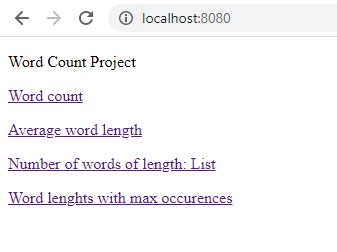 localhost:8080
Word Count Project
Word count
Average word length
Number of words of length: List
Word lenghts with max occurences